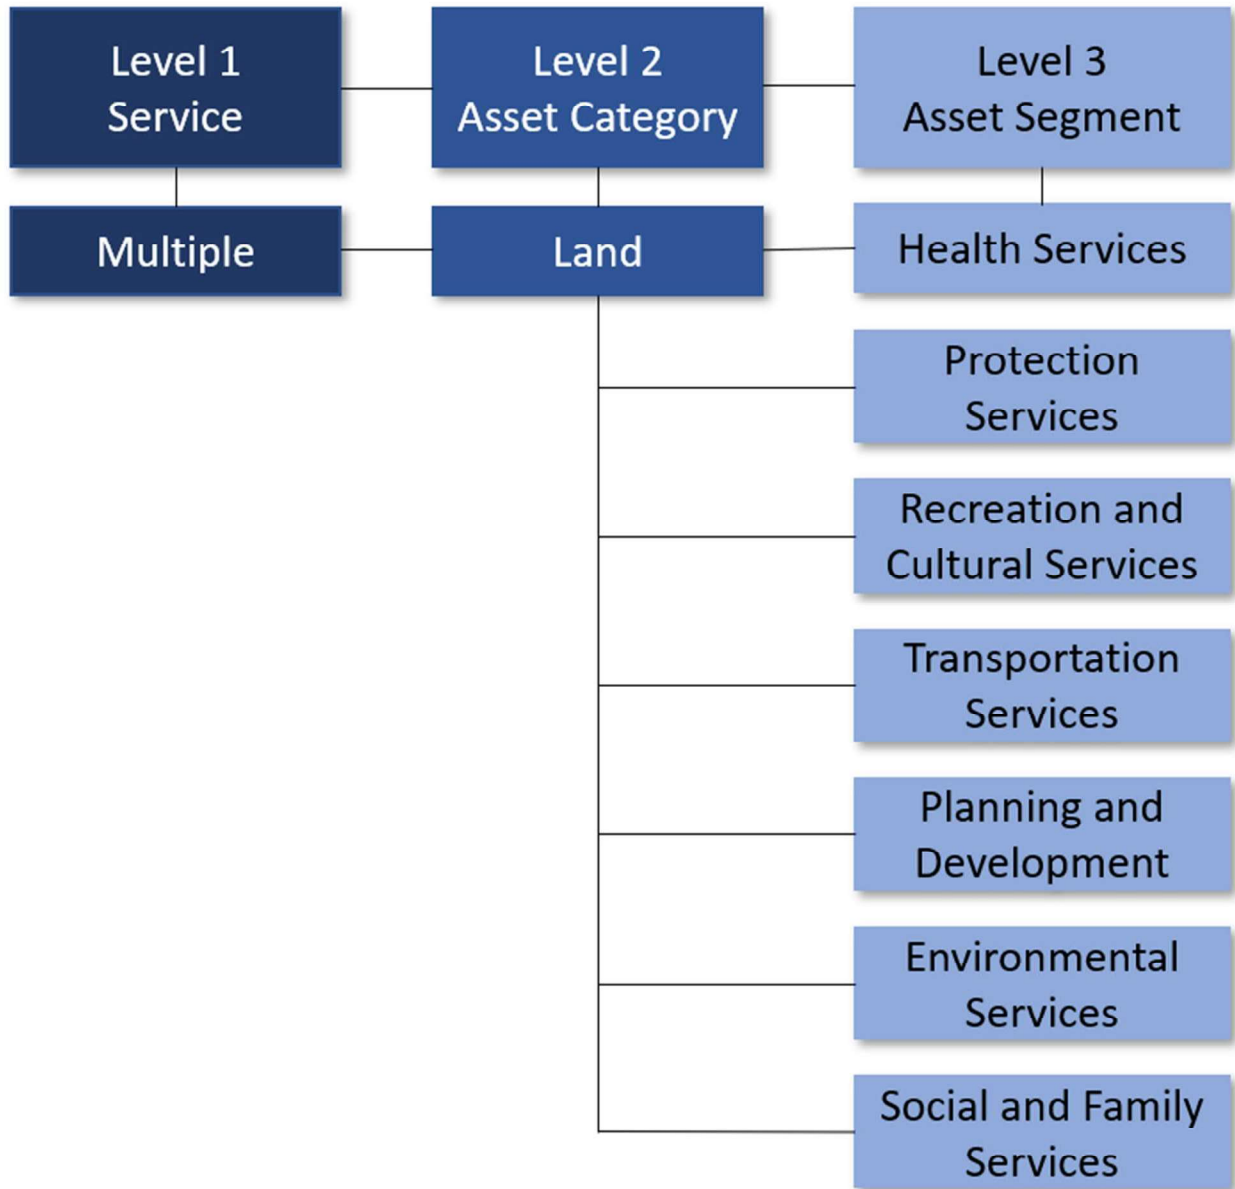 Level 1
Service
Level 2
Asset Category
Level 3
Asset Segment
Multiple
Land
Health Services
Protection
Services
Recreation and
Cultural Services
Transportation
Services
Planning and
Development
Environmental
Services
Social and Family
Services